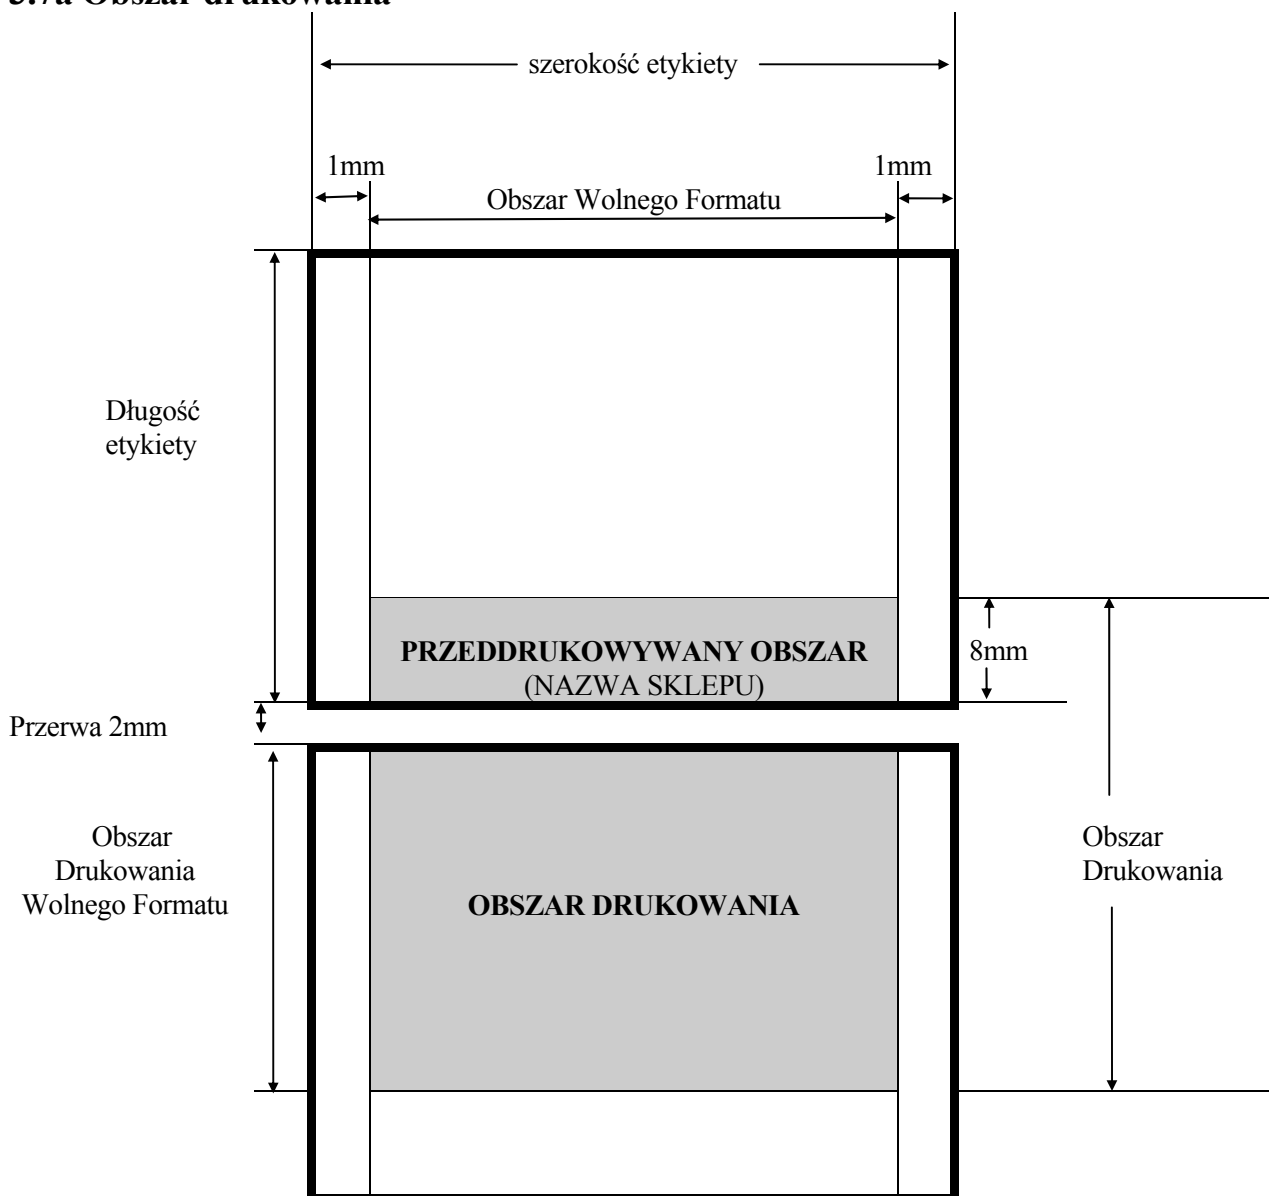 5.7a Obszar drukowania
szerokość etykiety
1mm
1mm
Obszar Wolnego Formatu
Długość
etykiety
PRZEDDRUKOWYWANY OBSZAR
(NAZWA SKLEPU)
8mm
Przerwa 2mm
Obszar
Drukowania
Wolnego Formatu
OBSZAR DRUKOWANIA
Obszar
Drukowania